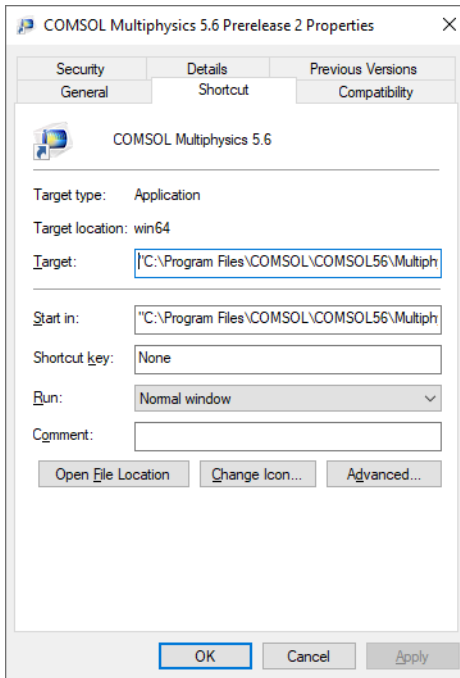 COMSOL Multiphysics 5.6 Prerelease 2 Properties
Security Details Previous Versions
General Shortcut Compatibility
COMSOL Multiphysics 5.6
Target type: Application
Target location: win64
Target: "C:\Program Files\COMSOL\COMSOL56\Multiph
Start in: "C:\Program Files\COMSOL\COMSOL56\Multiph
Shortcut key: None
Run: Normal window
Comment:
Open File Location Change Icon... Advanced...
OK Cancel Apply